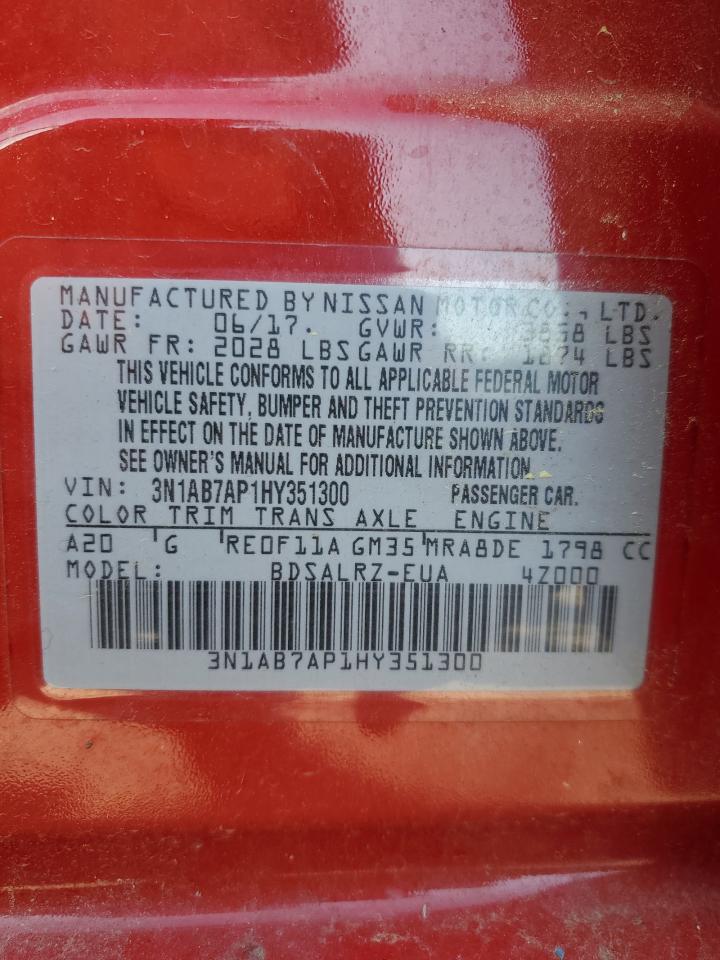 MANUFACTURED BY NISSAN MOTOR CO., LTD.
DATE: 06/17. GVWR: 3858 LBS
GAWR FR: 2028 LBS GAWR RR: 1874 LBS
THIS VEHICLE CONFORMS TO ALL APPLICABLE FEDERAL MOTOR
VEHICLE SAFETY, BUMPER AND THEFT PREVENTION STANDARDS
IN EFFECT ON THE DATE OF MANUFACTURE SHOWN ABOVE.
SEE OWNER'S MANUAL FOR ADDITIONAL INFORMATION.
VIN: 3N1AB7AP1HY351300 PASSENGER CAR.
COLOR TRIM TRANS AXLE ENGINE
A20 G RE0F11A GM35 MRA8DE 1798 CC
MODEL: BDSALRZ-EUA 4Z000
3N1AB7AP1HY351300